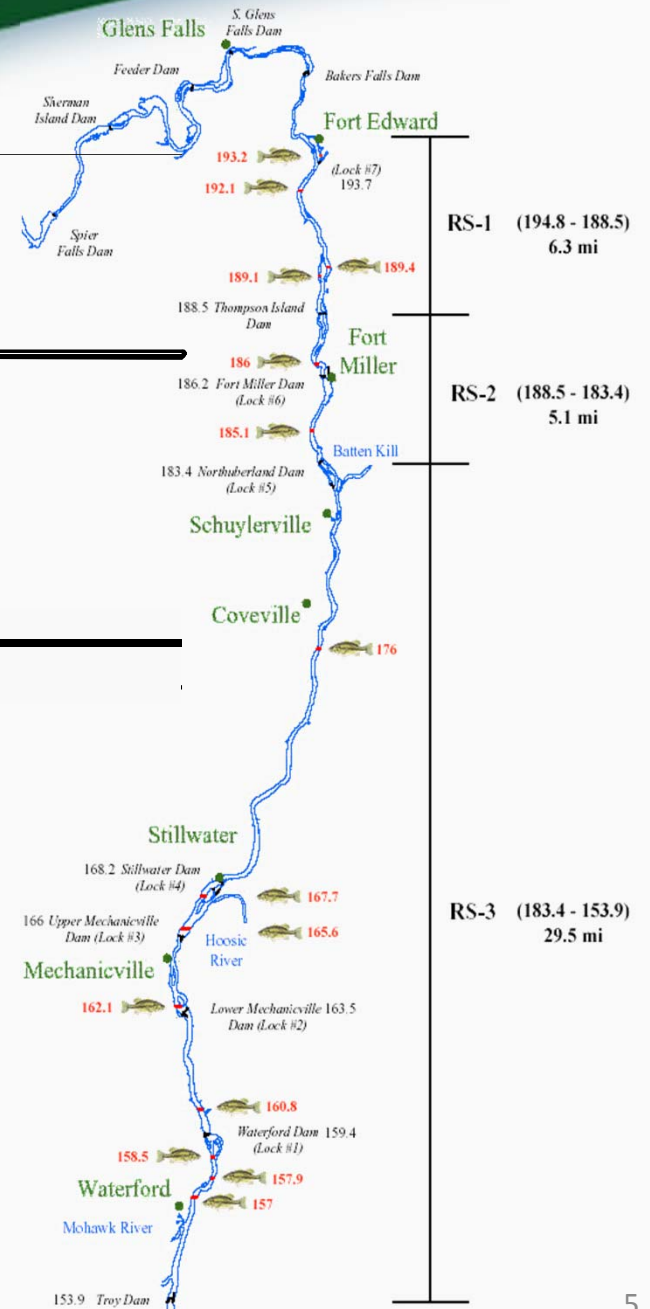 S. Glens
Falls Dam
Glens Falls
Feeder Dam
Bakers Falls Dam
Sherman
Island Dam
Fort Edward
193.2
(Lock #7)
193.7
192.1
RS-1 (194.8 - 188.5)
6.3 mi
Spier
Falls Dam
189.4
189.1
188.5 Thompson Island
Dam
Fort
Miller
186
186.2 Fort Miller Dam
(Lock #6)
RS-2 (188.5 - 183.4)
5.1 mi
185.1
Batten Kill
183.4 Northuberland Dam
(Lock #5)
Schuylerville
Coveville
176
Stillwater
168.2 Stillwater Dam
(Lock #4)
167.7
RS-3 (183.4 - 153.9)
29.5 mi
166 Upper Mechanicville
Dam (Lock #3)
165.6
Hoosic
River
Mechanicville
162.1
Lower Mechanicville 163.5
Dam (Lock #2)
160.8
Waterford Dam 159.4
(Lock #1)
158.5
157.9
Waterford
157
Mohawk River
153.9 Troy Dam
5